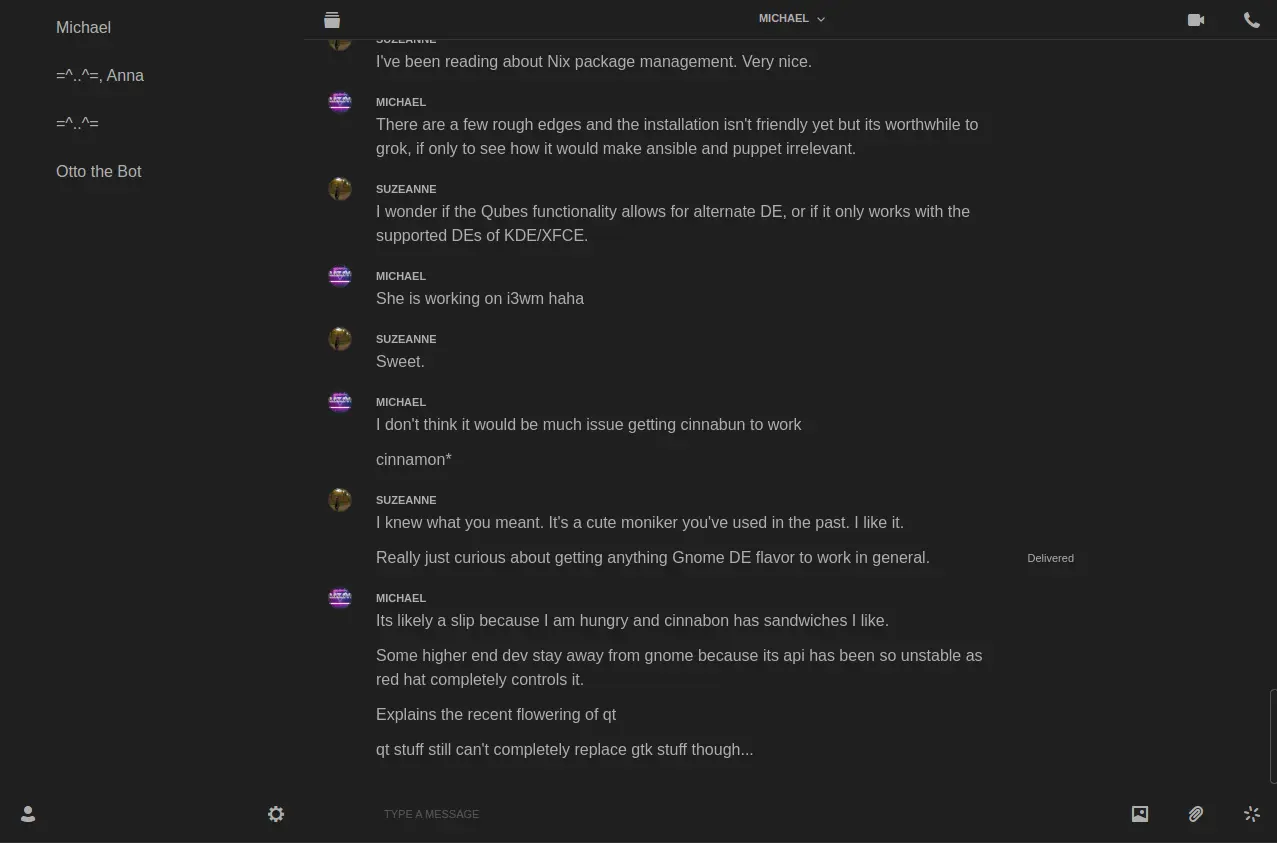 Michael
=^..^=, Anna
=^..^=
Otto the Bot
MICHAEL
SUZEANNE
I've been reading about Nix package management. Very nice.
MICHAEL
There are a few rough edges and the installation isn't friendly yet but its worthwhile to
grok, if only to see how it would make ansible and puppet irrelevant.
SUZEANNE
I wonder if the Qubes functionality allows for alternate DE, or if it only works with the
supported DEs of KDE/XFCE.
MICHAEL
She is working on i3wm haha
SUZEANNE
Sweet.
MICHAEL
I don't think it would be much issue getting cinnabun to work
cinnamon*
SUZEANNE
I knew what you meant. It's a cute moniker you've used in the past. I like it.
Really just curious about getting anything Gnome DE flavor to work in general.
Delivered
MICHAEL
Its likely a slip because I am hungry and cinnabon has sandwiches I like.
Some higher end dev stay away from gnome because its api has been so unstable as
red hat completely controls it.
Explains the recent flowering of qt
qt stuff still can't completely replace gtk stuff though...
TYPE A MESSAGE